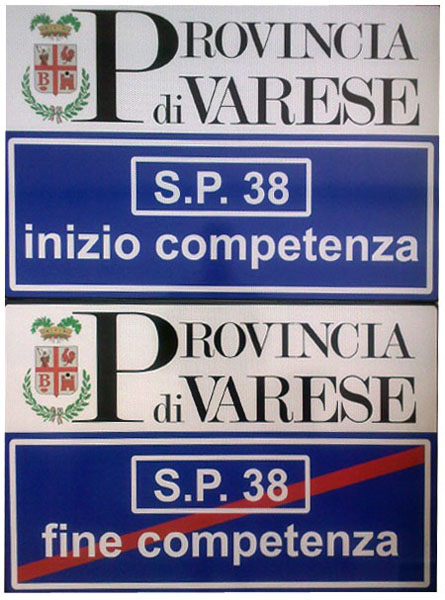 PROVINCIA
di VARESE
B
S.P. 38
inizio competenza
PROVINCIA
di VARESE
B
S.P. 38
fine competenza